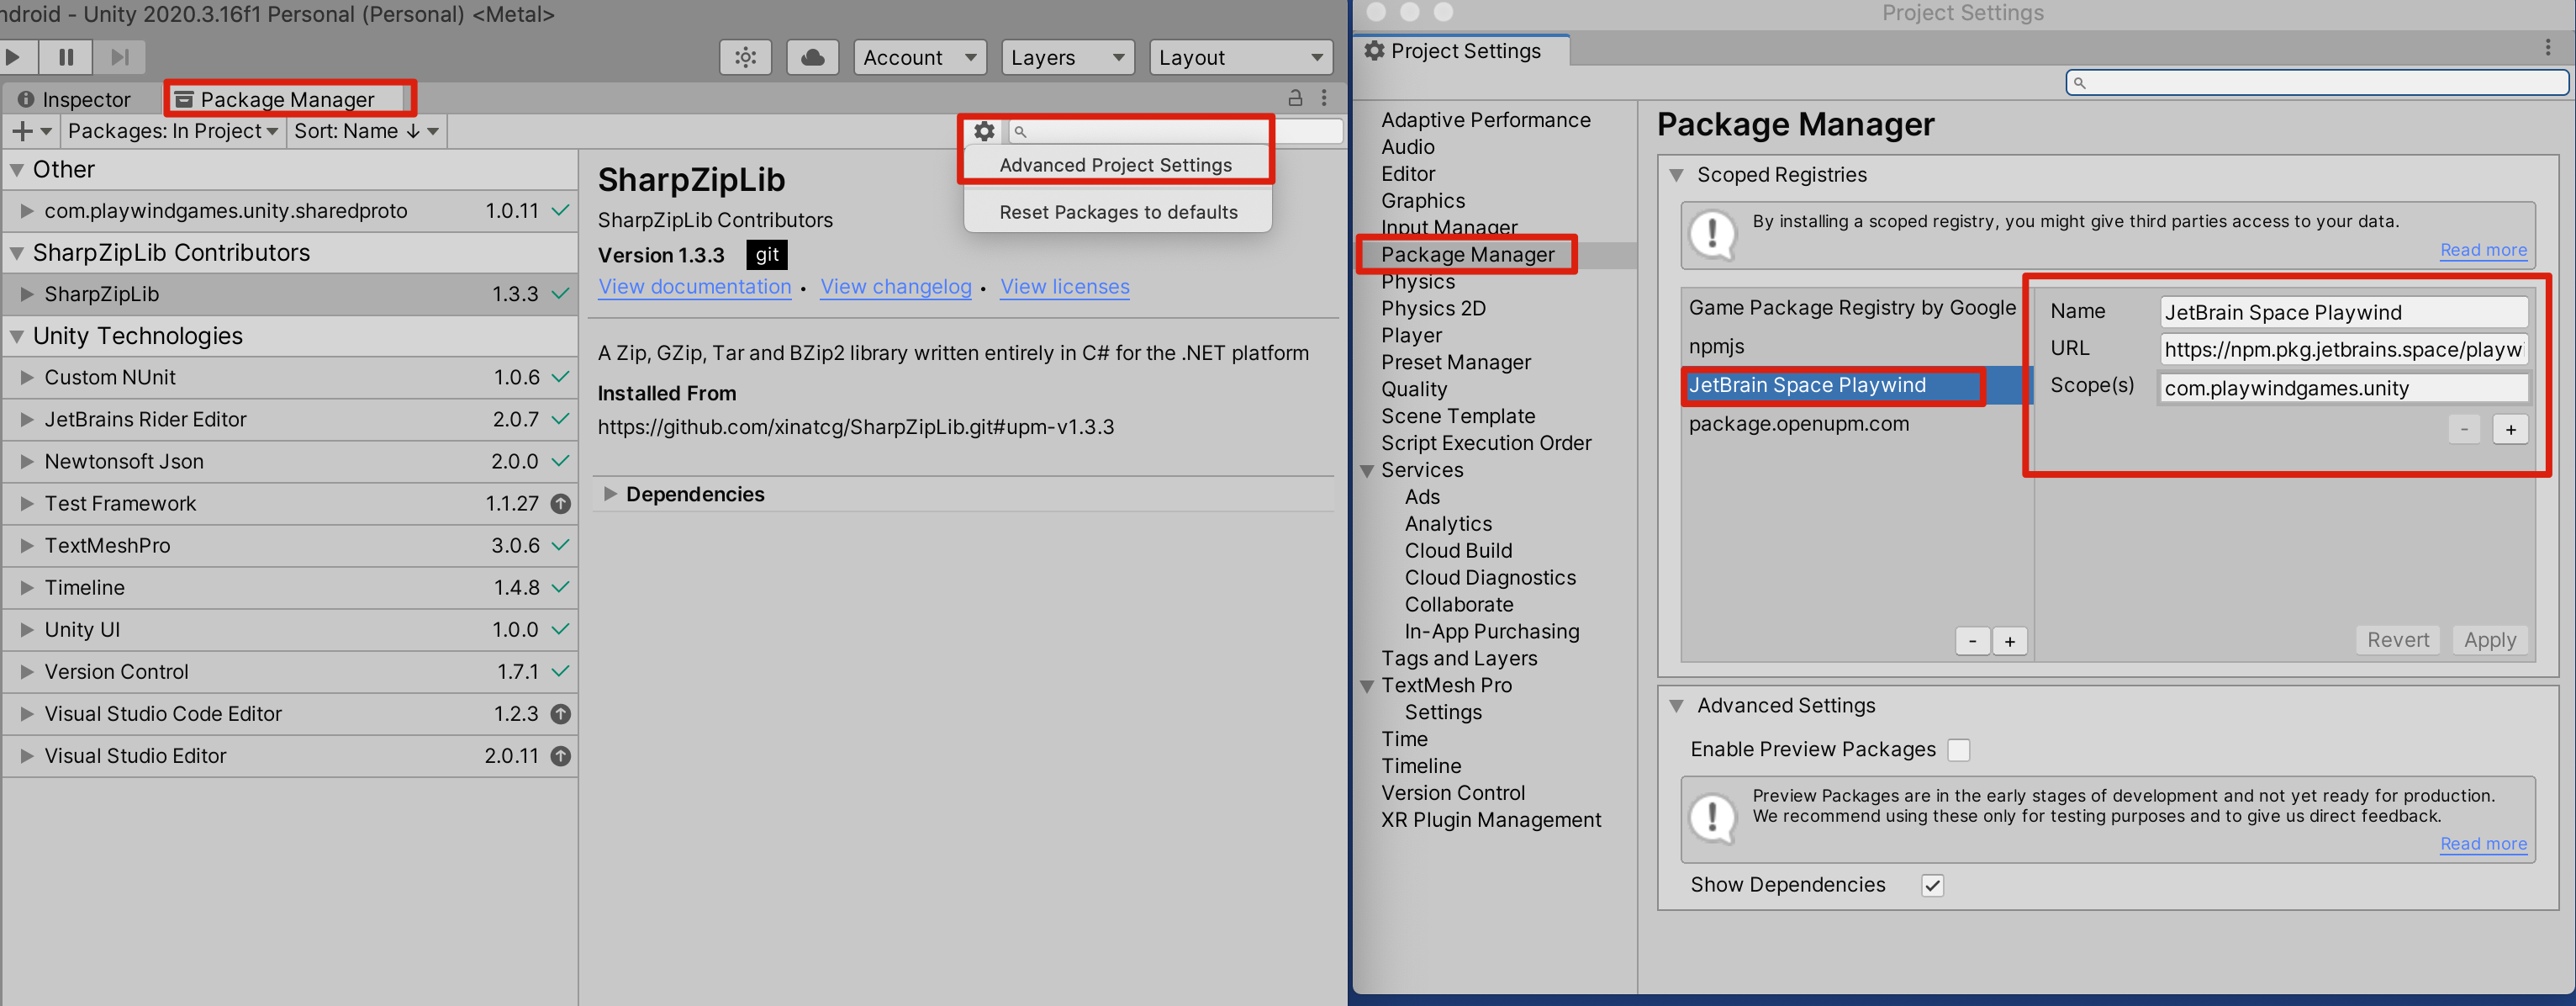 ndroid - Unity 2020.3.16f1 Personal (Personal) <Metal>
Account
Layers
Layout
Inspector
Package Manager
Packages: In Project
Sort: Name ↓
Advanced Project Settings
Reset Packages to defaults
Other
com.playwindgames.unity.sharedproto 1.0.11
SharpZipLib Contributors
SharpZipLib 1.3.3
Unity Technologies
Custom NUnit 1.0.6
JetBrains Rider Editor 2.0.7
Newtonsoft Json 2.0.0
Test Framework 1.1.27
TextMeshPro 3.0.6
Timeline 1.4.8
Unity UI 1.0.0
Version Control 1.7.1
Visual Studio Code Editor 1.2.3
Visual Studio Editor 2.0.11
SharpZipLib
SharpZipLib Contributors
Version 1.3.3 git
View documentation • View changelog • View licenses
A Zip, GZip, Tar and BZip2 library written entirely in C# for the .NET platform
Installed From
https://github.com/xinatcg/SharpZipLib.git#upm-v1.3.3
Dependencies
Project Settings
Project Settings
Adaptive Performance
Audio
Editor
Graphics
Input Manager
Package Manager
Physics
Physics 2D
Player
Preset Manager
Quality
Scene Template
Script Execution Order
Services
Ads
Analytics
Cloud Build
Cloud Diagnostics
Collaborate
In-App Purchasing
Tags and Layers
TextMesh Pro
Settings
Time
Timeline
Version Control
XR Plugin Management
Package Manager
Scoped Registries
By installing a scoped registry, you might give third parties access to your data.
Read more
Game Package Registry by Google
npmjs
JetBrain Space Playwind
package.openupm.com
- +
Name JetBrain Space Playwind
URL https://npm.pkg.jetbrains.space/playw
Scope(s) com.playwindgames.unity
- +
Revert Apply
Advanced Settings
Enable Preview Packages
Preview Packages are in the early stages of development and not yet ready for production.
We recommend using these only for testing purposes and to give us direct feedback.
Read more
Show Dependencies